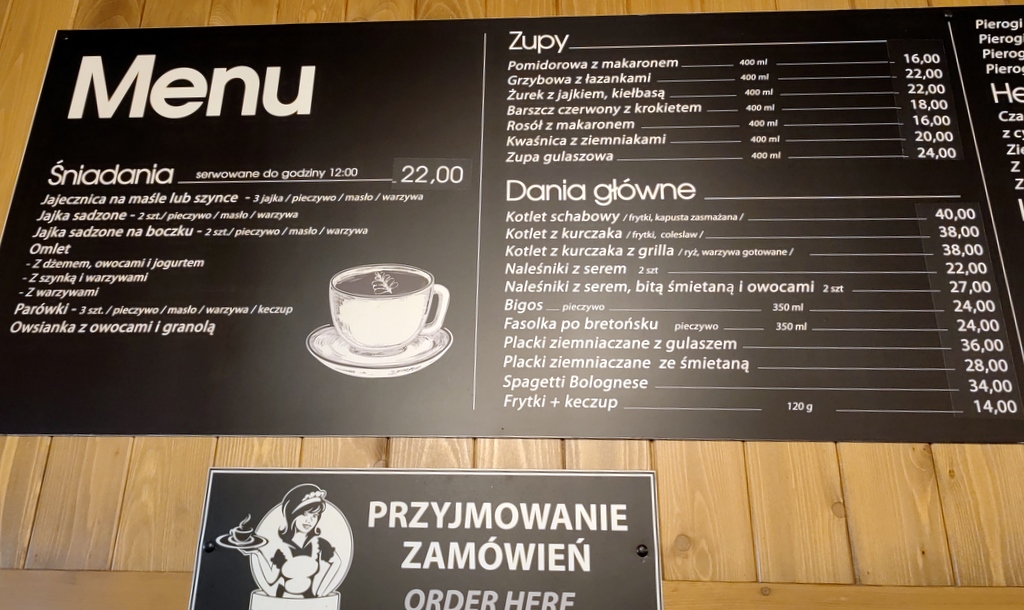 Menu
Śniadania serwowane do godziny 12:00 22,00
Jajecznica na maśle lub szynce - 3 jajka / pieczywo / masło / warzywa
Jajka sadzone - 2 szt./ pieczywo / masło / warzywa
Jajka sadzone na boczku - 2 szt./ pieczywo / masło / warzywa
Omlet
- Z dżemem, owocami i jogurtem
- Z szynką i warzywami
- Z warzywami
Parówki - 3 szt. / pieczywo / masło / warzywa / keczup
Owsianka z owocami i granolą
Zupy
Pomidorowa z makaronem 400 ml 16,00
Grzybowa z łazankami 400 ml 22,00
Żurek z jajkiem, kiełbasą 400 ml 22,00
Barszcz czerwony z krokietem 400 ml 18,00
Rosół z makaronem 400 ml 16,00
Kwaśnica z ziemniakami 400 ml 20,00
Zupa gulaszowa 400 ml 24,00
Dania główne
Kotlet schabowy / frytki, kapusta zasmażana / 40,00
Kotlet z kurczaka / frytki, coleslaw / 38,00
Kotlet z kurczaka z grilla / ryż, warzywa gotowane / 38,00
Naleśniki z serem 2 szt 22,00
Naleśniki z serem, bitą śmietaną i owocami 2 szt 27,00
Bigos pieczywo 350 ml 24,00
Fasolka po bretońsku pieczywo 350 ml 24,00
Placki ziemniaczane z gulaszem 36,00
Placki ziemniaczane ze śmietaną 28,00
Spagetti Bolognese 34,00
Frytki + keczup 120 g 14,00
Pierogi
Pierogi
Pierogi
Pierog
He
Cza
z c
Zie
Z
Z
PRZYJMOWANIE
ZAMÓWIEŃ
ORDER HERE